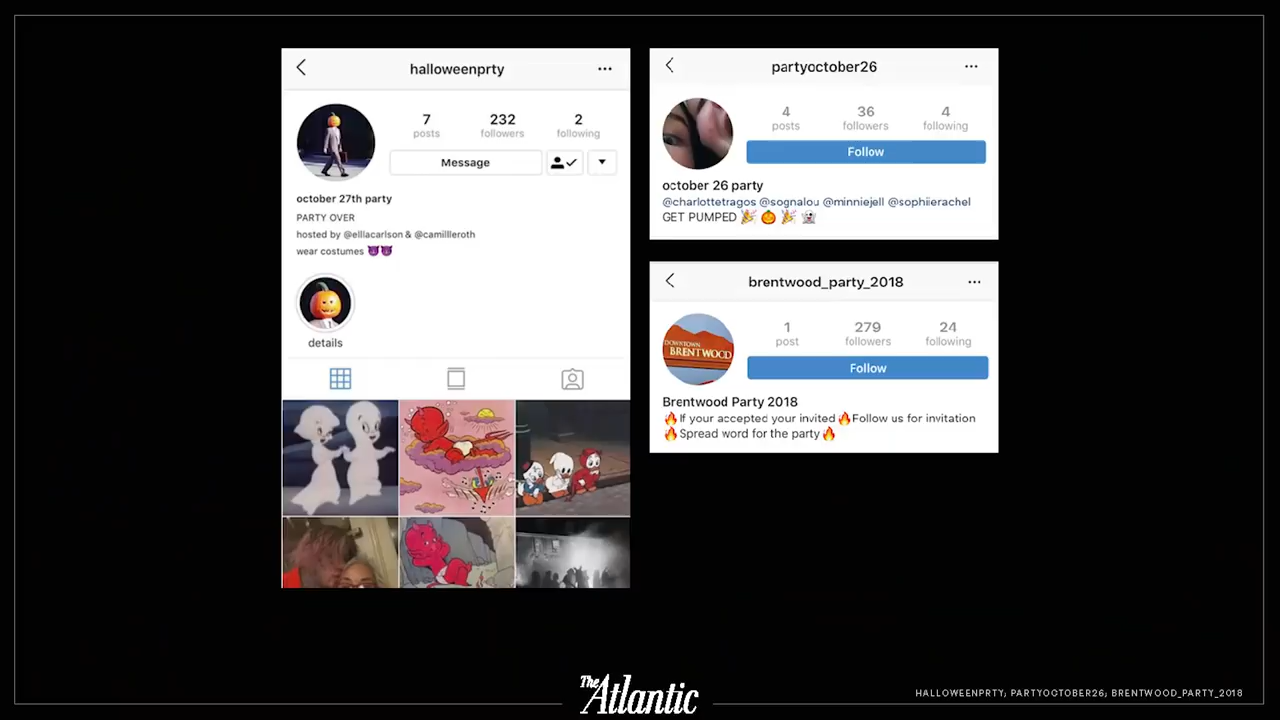 halloweenprty
7 232 2
posts followers following
Message
october 27th party
PARTY OVER
hosted by @elllacarlson & @camillleroth
wear costumes 😈😈
details
partyoctober26
4 36 4
posts followers following
Follow
october 26 party
@charlottetragos @sognalou @minniejell @sophiierachel
GET PUMPED 🎉 🎃 🎉 👻
brentwood_party_2018
1 279 24
post followers following
DOWNTOWN
BRENTWOOD
Follow
Brentwood Party 2018
🔥If your accepted your invited 🔥Follow us for invitation
🔥Spread word for the party🔥
The Atlantic
HALLOWEENPRTY; PARTYOCTOBER26; BRENTWOOD_PARTY_2018